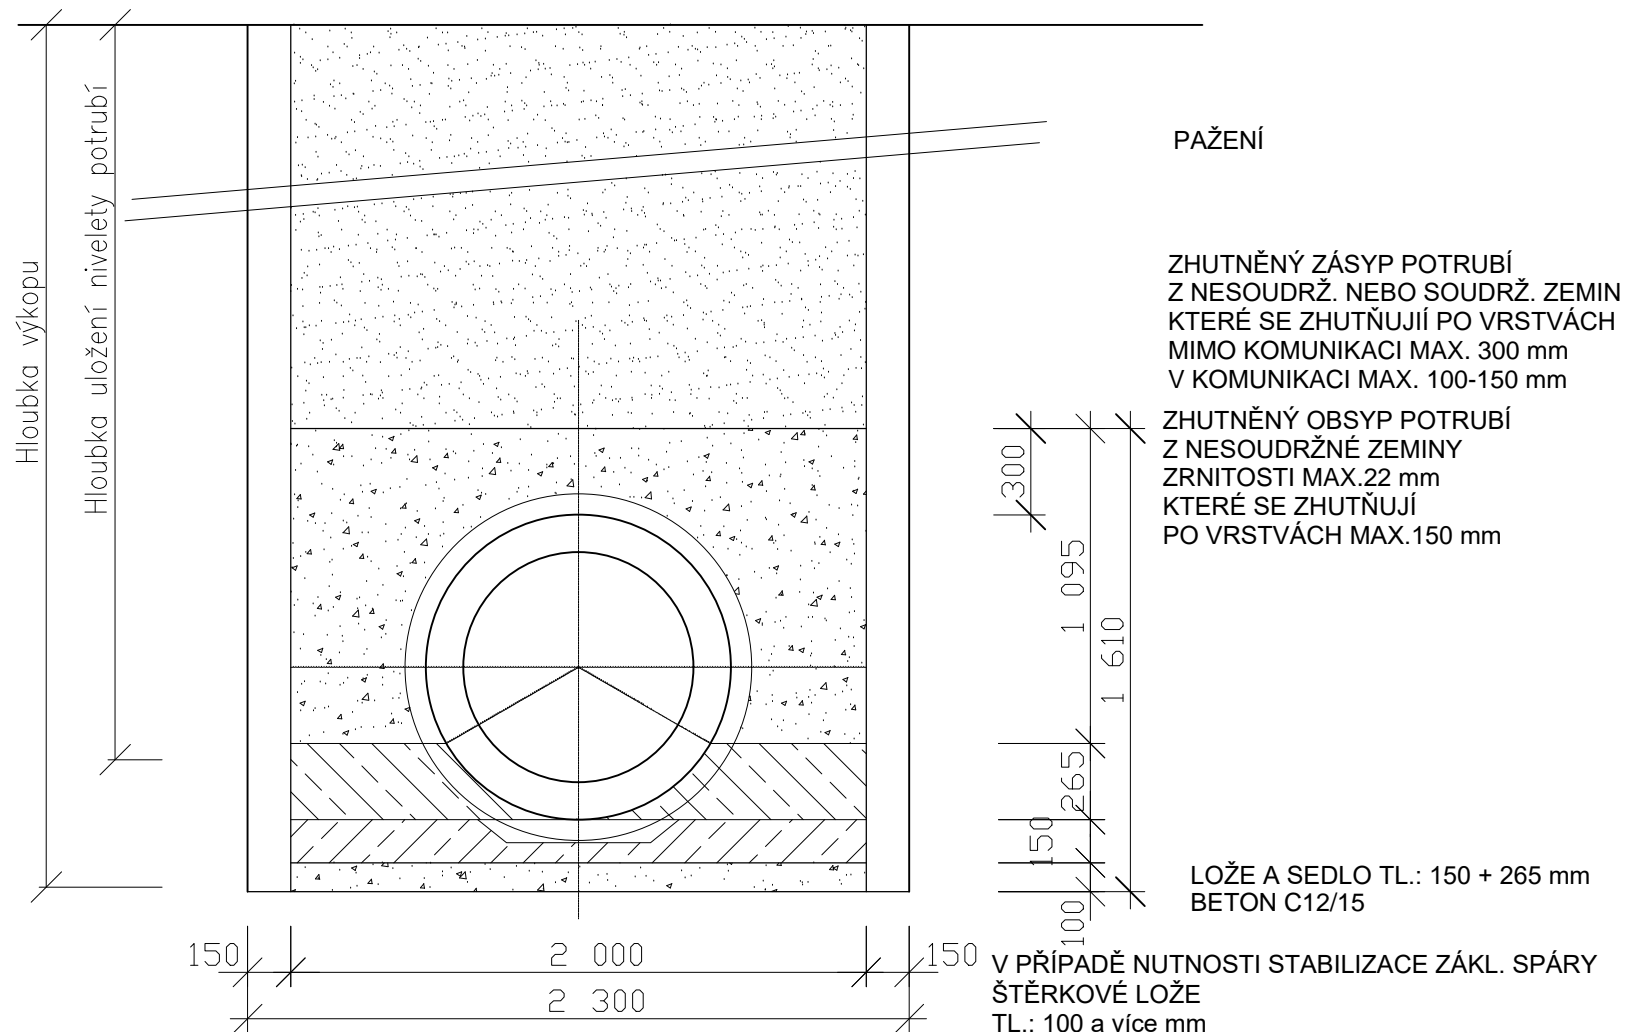 Hloubka výkopu
Hloubka uložení nivelety potrubí
PAŽENÍ
ZHUTNĚNÝ ZÁSYP POTRUBÍ
Z NESOUDRŽ. NEBO SOUDRŽ. ZEMIN
KTERÉ SE ZHUTŇUJIÍ PO VRSTVÁCH
MIMO KOMUNIKACI MAX. 300 mm
V KOMUNIKACI MAX. 100-150 mm
ZHUTNĚNÝ OBSYP POTRUBÍ
Z NESOUDRŽNÉ ZEMINY
ZRNITOSTI MAX.22 mm
KTERÉ SE ZHUTŇUJÍ
PO VRSTVÁCH MAX.150 mm
300
1 095
1 610
265
150
100
LOŽE A SEDLO TL.: 150 + 265 mm
BETON C12/15
150
2 000
150
2 300
V PŘÍPADĚ NUTNOSTI STABILIZACE ZÁKL. SPÁRY
ŠTĚRKOVÉ LOŽE
TL.: 100 a více mm